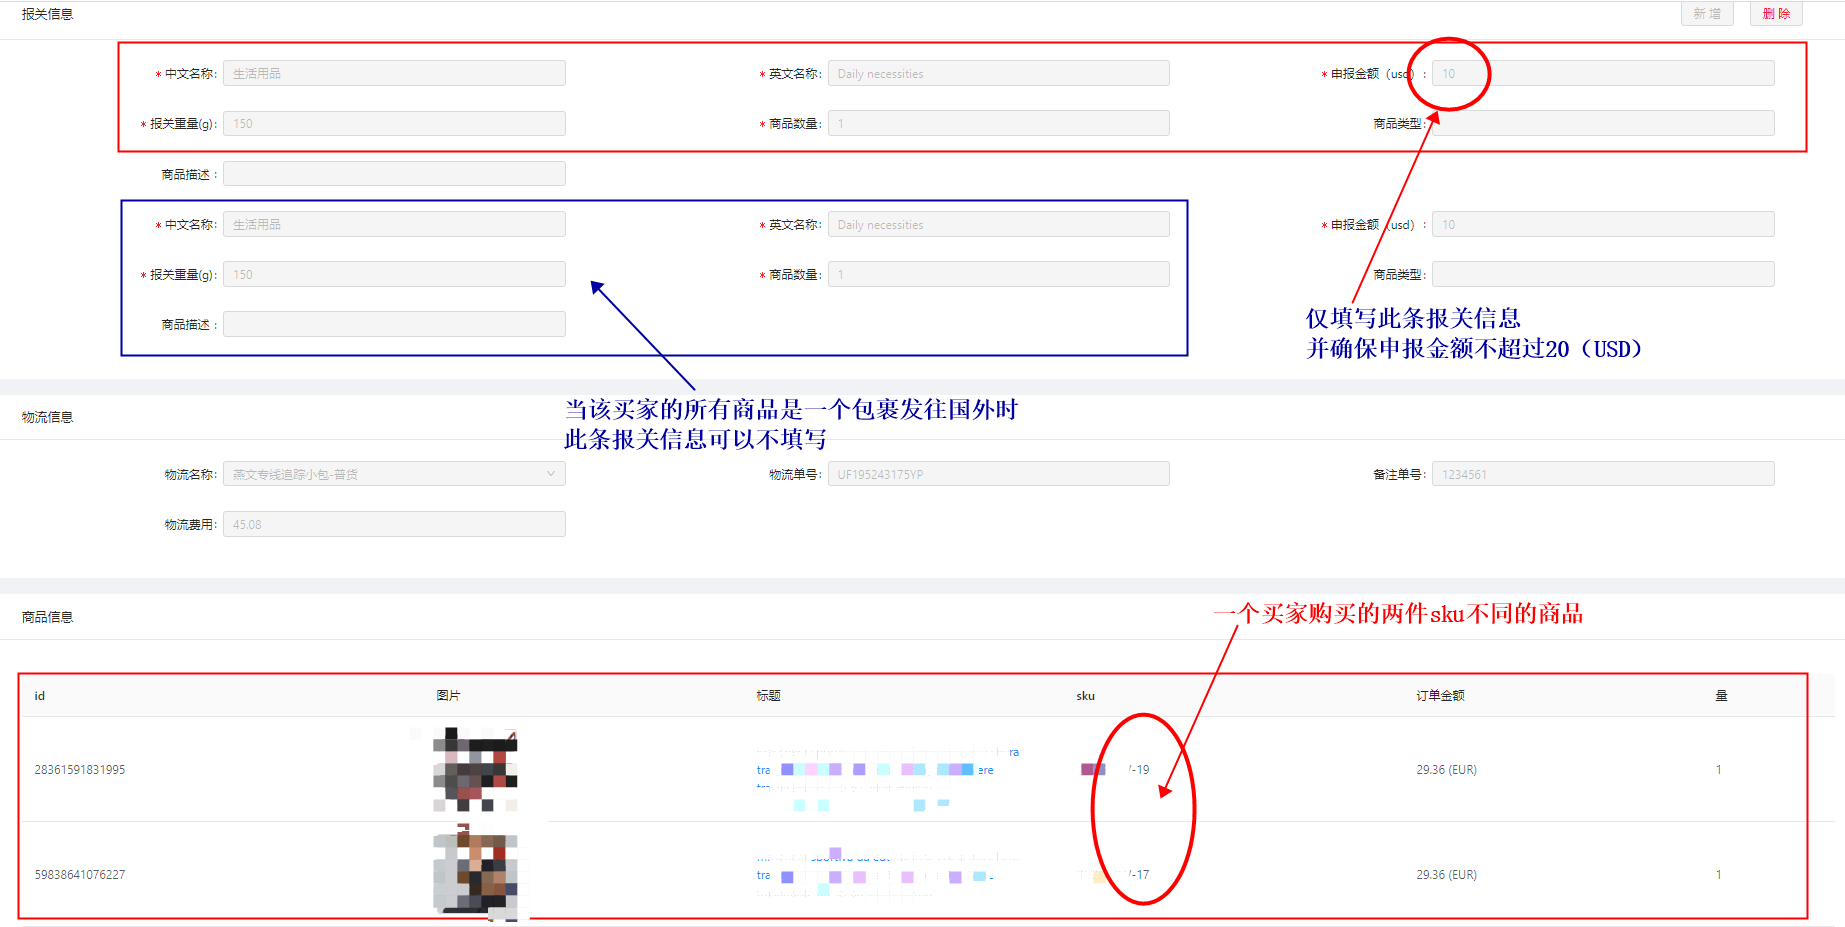 报关信息
新 增
删 除
* 中文名称: 生活用品
* 英文名称: Daily necessities
* 申报金额（usd）: 10
* 报关重量(g): 150
* 商品数量: 1
商品类型:
商品描述 :
* 中文名称: 生活用品
* 英文名称: Daily necessities
* 申报金额（usd）: 10
* 报关重量(g): 150
* 商品数量: 1
商品类型:
商品描述 :
仅填写此条报关信息
并确保申报金额不超过20（USD）
当该买家的所有商品是一个包裹发往国外时
此条报关信息可以不填写
物流信息
物流名称: 燕文专线追踪小包-普货
物流单号: UF195243175YP
备注单号: 1234561
物流费用: 45.08
商品信息
一个买家购买的两件sku不同的商品
id 图片 标题 sku 订单金额 量
ra
28361591831995 tra ere -19 29.36 (EUR) 1
59838641076227 tra -17 29.36 (EUR) 1